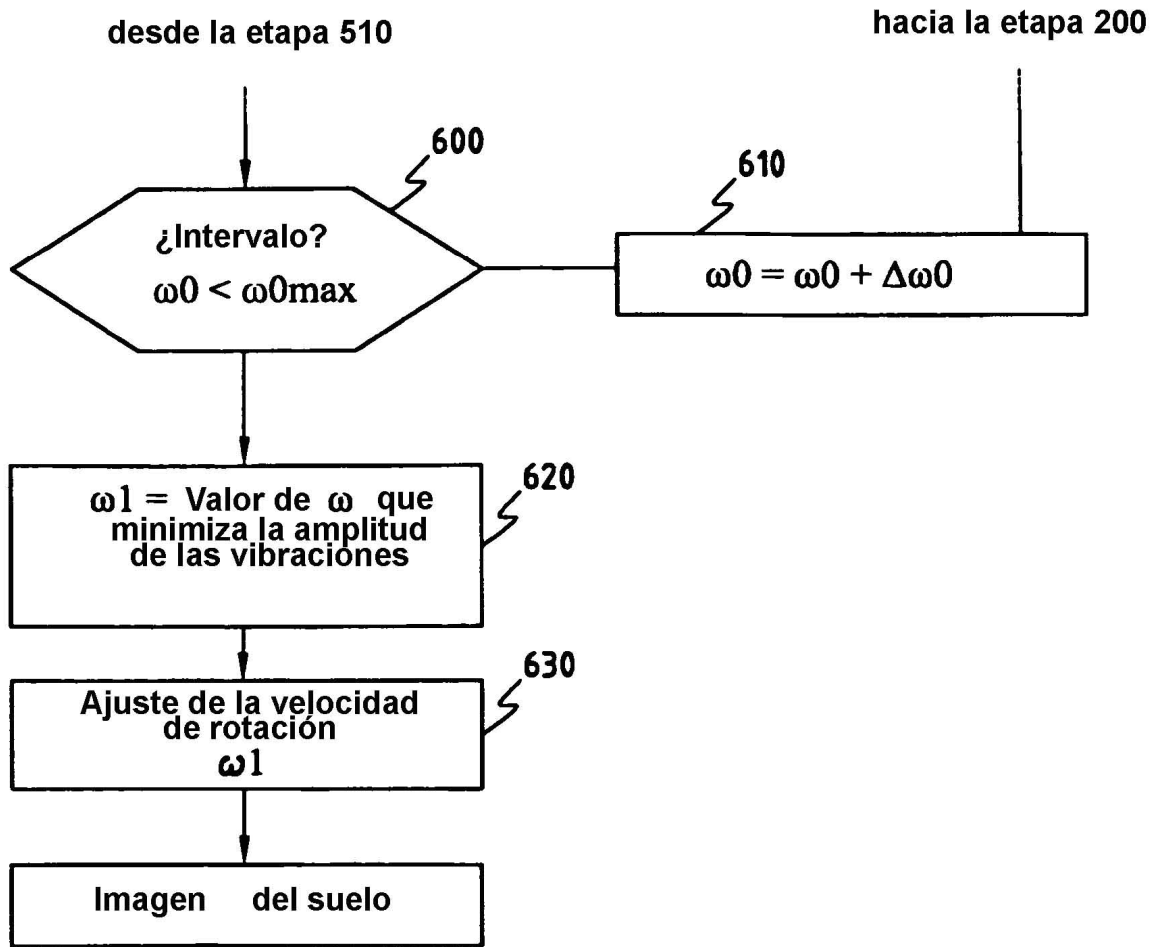 desde la etapa 510
hacia la etapa 200
600
¿Intervalo?
ω0 < ω0max
610
ω0 = ω0 + Δω0
620
ω1 = Valor de ω que
minimiza la amplitud
de las vibraciones
630
Ajuste de la velocidad
de rotación
ω1
Imagen del suelo